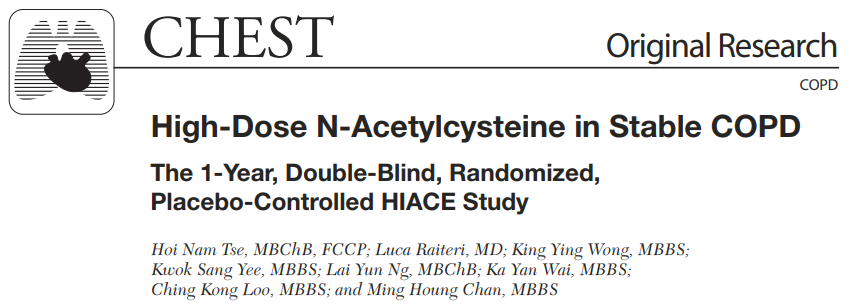 CHEST
Original Research
COPD
High-Dose N-Acetylcysteine in Stable COPD
The 1-Year, Double-Blind, Randomized,
Placebo-Controlled HIACE Study
Hoi Nam Tse, MBChB, FCCP; Luca Raiteri, MD; King Ying Wong, MBBS;
Kwok Sang Yee, MBBS; Lai Yun Ng, MBChB; Ka Yan Wai, MBBS;
Ching Kong Loo, MBBS; and Ming Houng Chan, MBBS